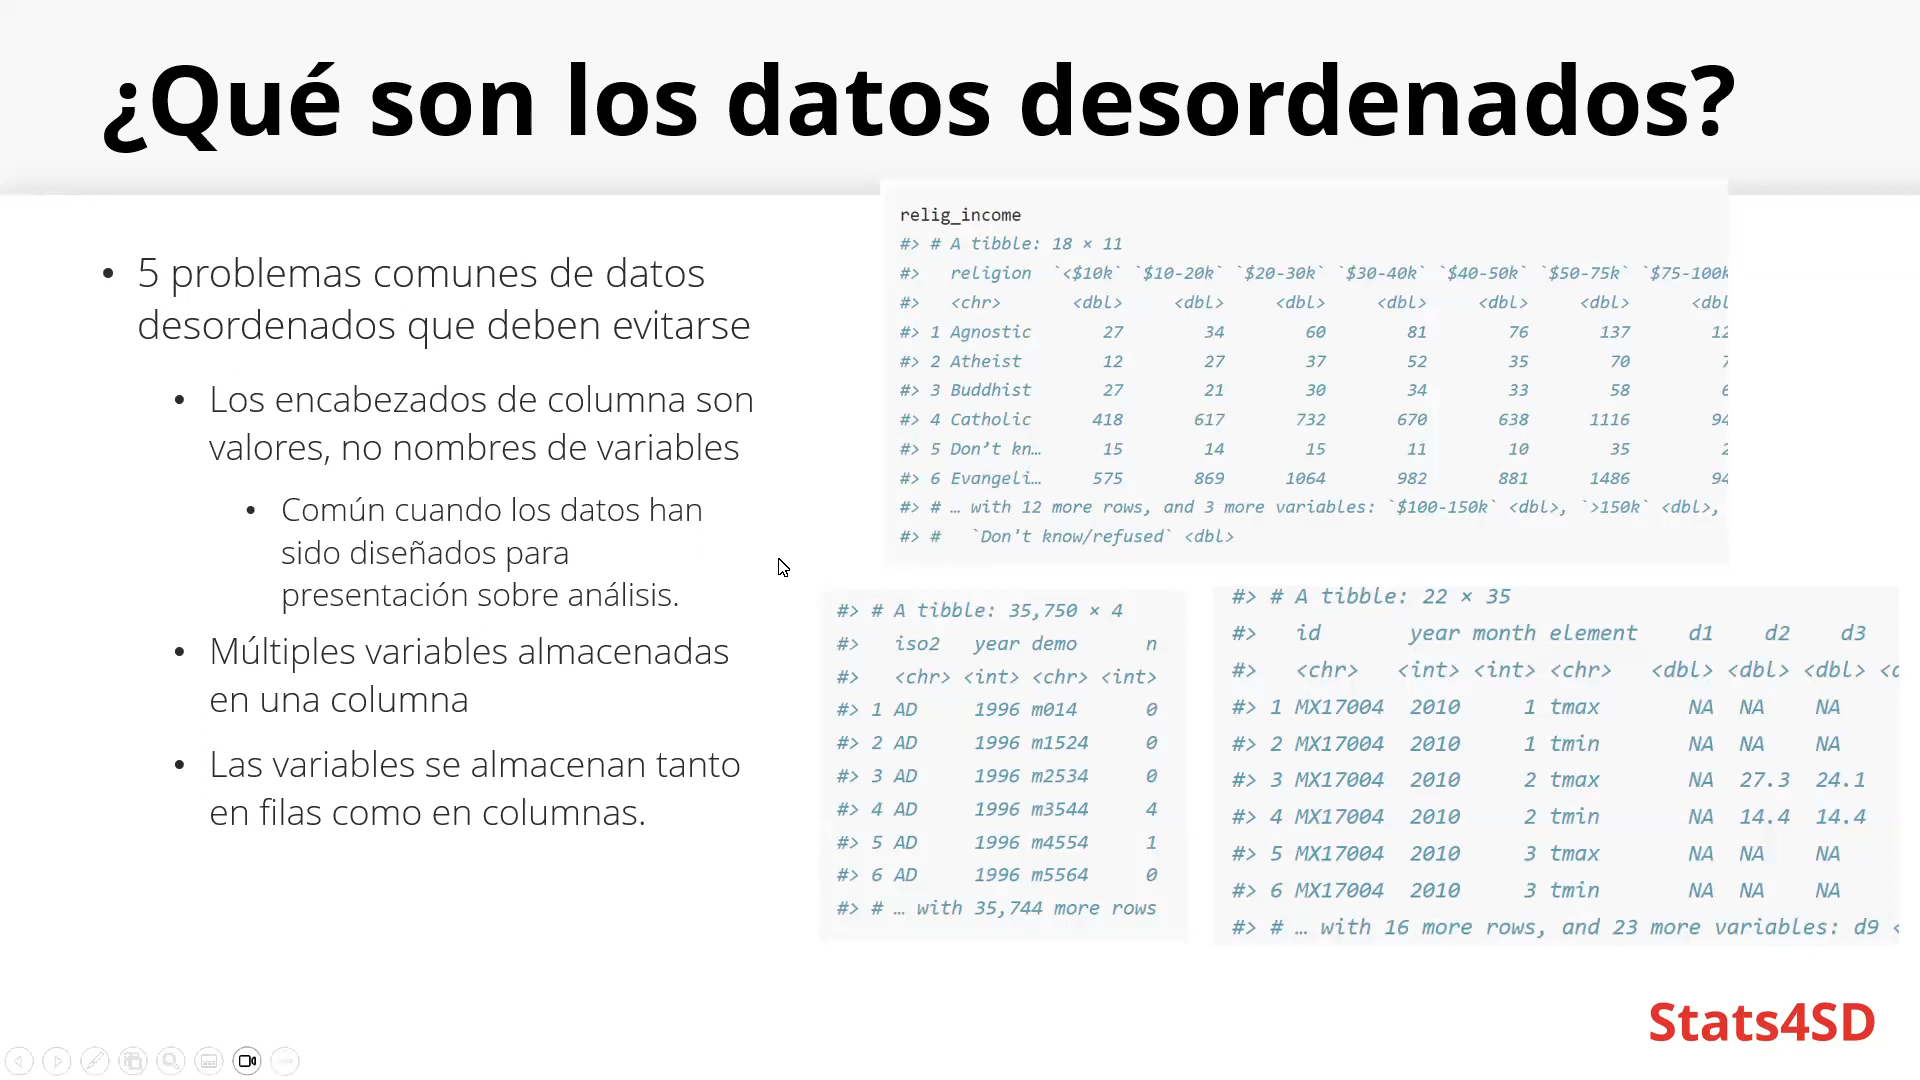 ¿Qué son los datos desordenados?
• 5 problemas comunes de datos
desordenados que deben evitarse
• Los encabezados de columna son
valores, no nombres de variables
• Común cuando los datos han
sido diseñados para
presentación sobre análisis.
• Múltiples variables almacenadas
en una columna
• Las variables se almacenan tanto
en filas como en columnas.
relig_income
#> # A tibble: 18 × 11
#> religion `<$10k` `$10-20k` `$20-30k` `$30-40k` `$40-50k` `$50-75k` `$75-100k
#> <chr> <dbl> <dbl> <dbl> <dbl> <dbl> <dbl> <dbl
#> 1 Agnostic 27 34 60 81 76 137 12
#> 2 Atheist 12 27 37 52 35 70 7
#> 3 Buddhist 27 21 30 34 33 58 6
#> 4 Catholic 418 617 732 670 638 1116 94
#> 5 Don’t kn… 15 14 15 11 10 35 2
#> 6 Evangeli… 575 869 1064 982 881 1486 94
#> # … with 12 more rows, and 3 more variables: `$100-150k` <dbl>, `>150k` <dbl>,
#> # `Don't know/refused` <dbl>
#> # A tibble: 35,750 × 4
#> iso2 year demo n
#> <chr> <int> <chr> <int>
#> 1 AD 1996 m014 0
#> 2 AD 1996 m1524 0
#> 3 AD 1996 m2534 0
#> 4 AD 1996 m3544 4
#> 5 AD 1996 m4554 1
#> 6 AD 1996 m5564 0
#> # … with 35,744 more rows
#> # A tibble: 22 × 35
#> id year month element d1 d2 d3
#> <chr> <int> <int> <chr> <dbl> <dbl> <dbl> <d
#> 1 MX17004 2010 1 tmax NA NA NA
#> 2 MX17004 2010 1 tmin NA NA NA
#> 3 MX17004 2010 2 tmax NA 27.3 24.1
#> 4 MX17004 2010 2 tmin NA 14.4 14.4
#> 5 MX17004 2010 3 tmax NA NA NA
#> 6 MX17004 2010 3 tmin NA NA NA
#> # … with 16 more rows, and 23 more variables: d9 <
Stats4SD